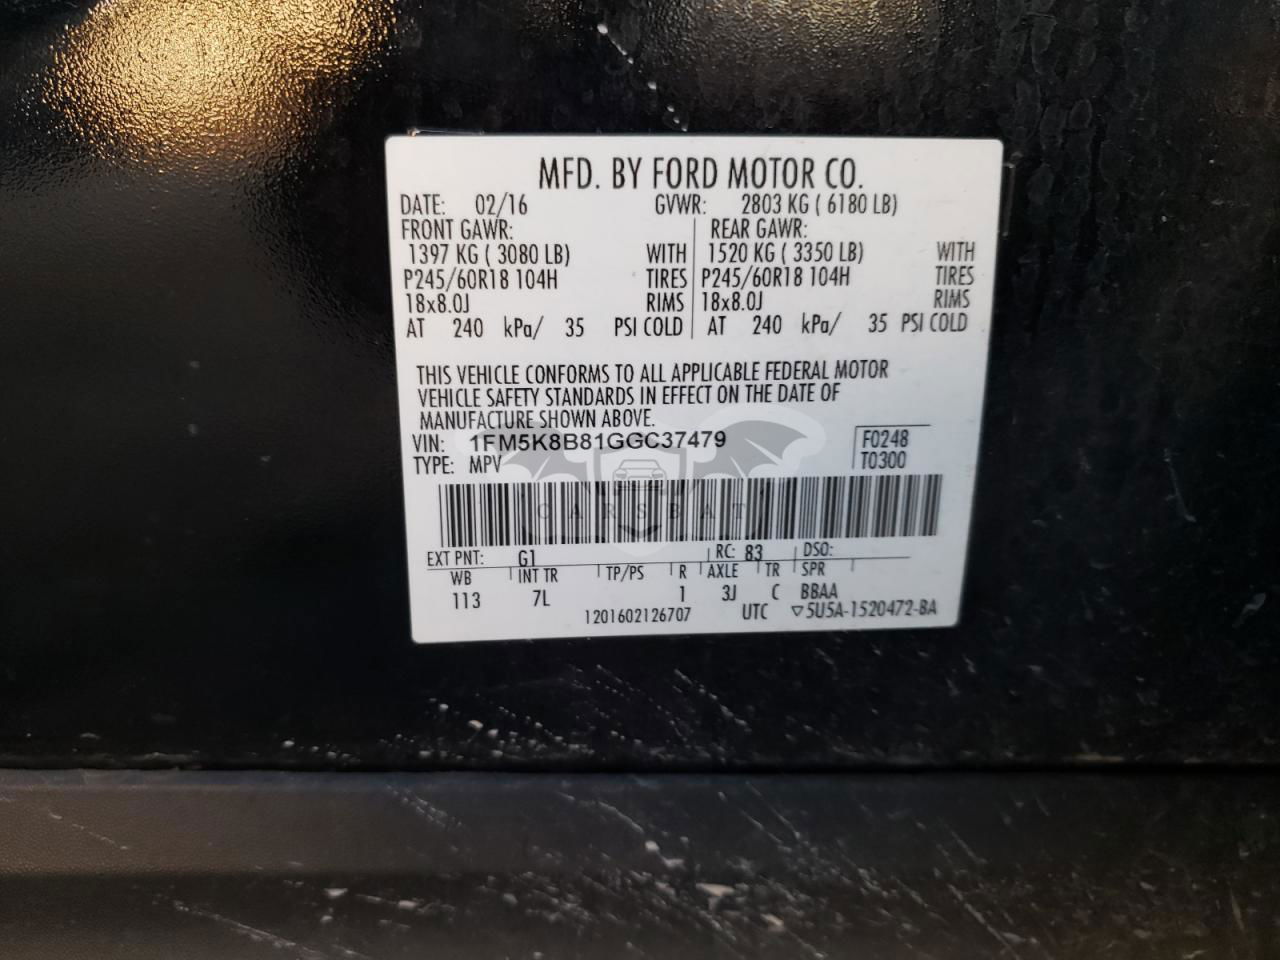 MFD. BY FORD MOTOR CO.
DATE: 02/16 GVWR: 2803 KG ( 6180 LB)
FRONT GAWR: REAR GAWR:
1397 KG ( 3080 LB) WITH 1520 KG ( 3350 LB) WITH
P245/60R18 104H TIRES P245/60R18 104H TIRES
18x8.0J RIMS 18x8.0J RIMS
AT 240 kPa/ 35 PSI COLD AT 240 kPa/ 35 PSI COLD
THIS VEHICLE CONFORMS TO ALL APPLICABLE FEDERAL MOTOR
VEHICLE SAFETY STANDARDS IN EFFECT ON THE DATE OF
MANUFACTURE SHOWN ABOVE.
VIN: 1FM5K8B81GGC37479 F0248
TYPE: MPV T0300
CARSBAT
EXT PNT: G1 RC: 83 DSO:
WB INT TR TP/PS R AXLE TR SPR
113 7L 1 3J C BBAA
1201602126707 UTC ▽5U5A-1520472-BA